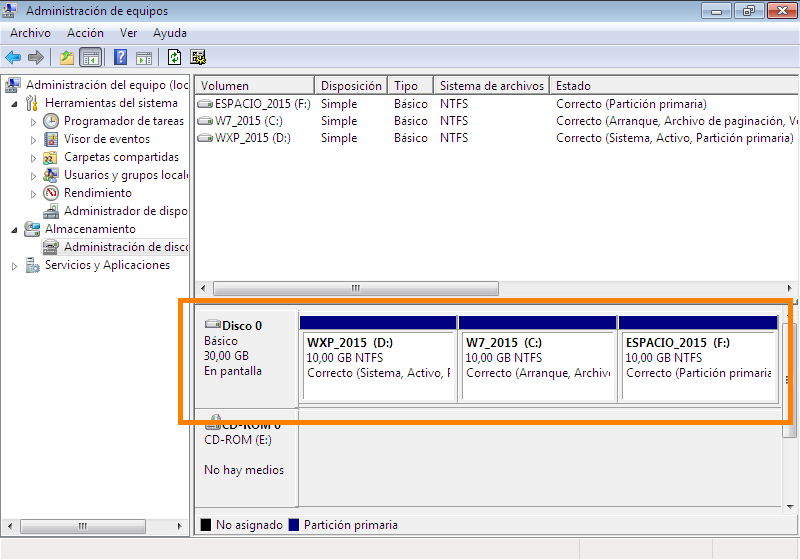 Administración de equipos
Archivo Acción Ver Ayuda
Administración del equipo (loc
Herramientas del sistema
Programador de tareas
Visor de eventos
Carpetas compartidas
Usuarios y grupos locale
Rendimiento
Administrador de dispo
Almacenamiento
Administración de disco
Servicios y Aplicaciones
Volumen Disposición Tipo Sistema de archivos Estado
ESPACIO_2015 (F:) Simple Básico NTFS Correcto (Partición primaria)
W7_2015 (C:) Simple Básico NTFS Correcto (Arranque, Archivo de paginación, Vo
WXP_2015 (D:) Simple Básico NTFS Correcto (Sistema, Activo, Partición primaria)
Disco 0
Básico
30,00 GB
En pantalla
WXP_2015 (D:)
10,00 GB NTFS
Correcto (Sistema, Activo, P
W7_2015 (C:)
10,00 GB NTFS
Correcto (Arranque, Archivo
ESPACIO_2015 (F:)
10,00 GB NTFS
Correcto (Partición primaria
CD-ROM 0
CD-ROM (E:)
No hay medios
No asignado Partición primaria